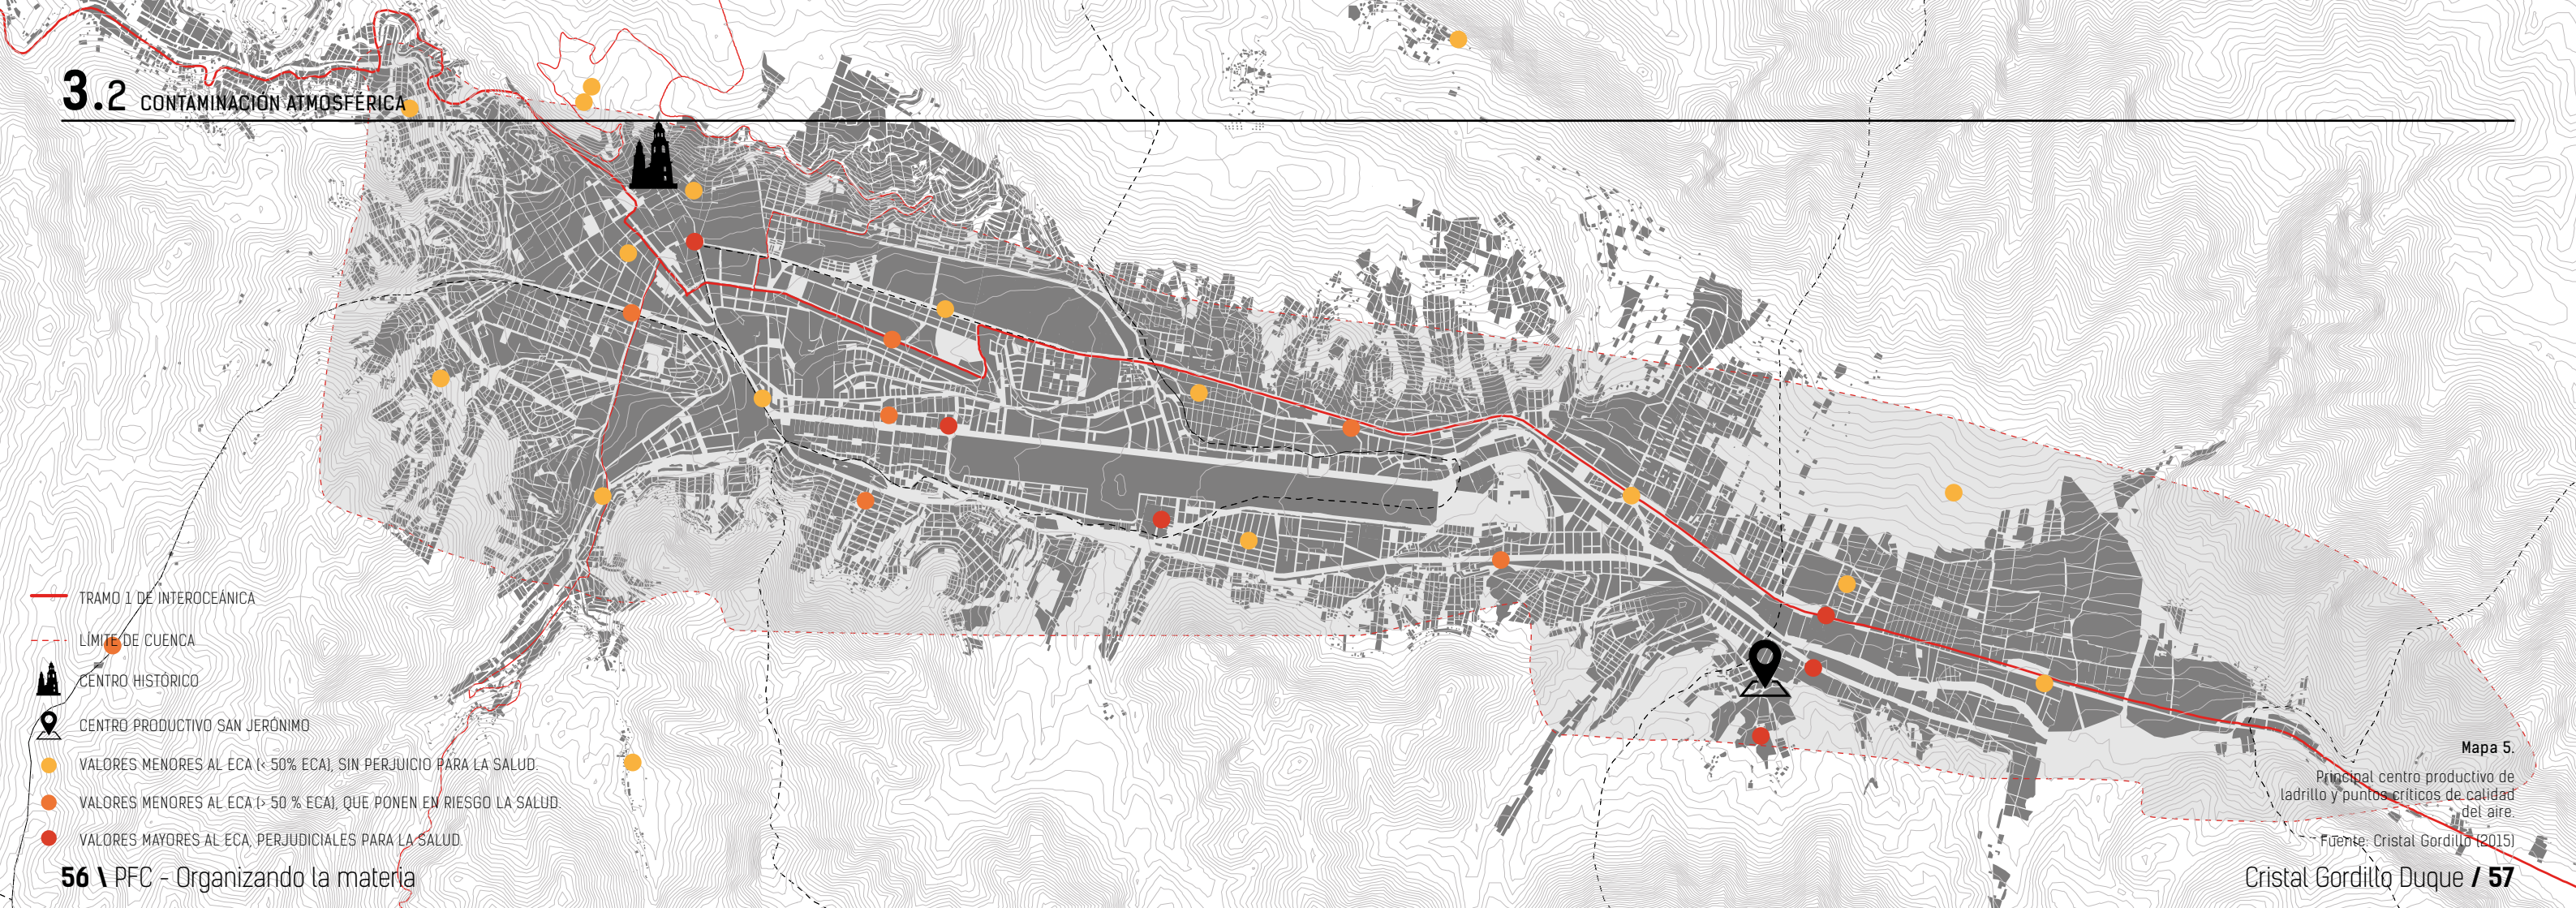 3.2 CONTAMINACIÓN ATMOSFÉRICA
TRAMO 1 DE INTEROCEÁNICA
LÍMITE DE CUENCA
CENTRO HISTÓRICO
CENTRO PRODUCTIVO SAN JERÓNIMO
VALORES MENORES AL ECA (< 50% ECA), SIN PERJUICIO PARA LA SALUD.
VALORES MENORES AL ECA (> 50 % ECA), QUE PONEN EN RIESGO LA SALUD.
VALORES MAYORES AL ECA, PERJUDICIALES PARA LA SALUD.
56 \ PFC - Organizando la materia
Mapa 5.
Principal centro productivo de
ladrillo y puntos críticos de calidad
del aire.
Fuente: Cristal Gordillo (2015)
Cristal Gordillo Duque / 57